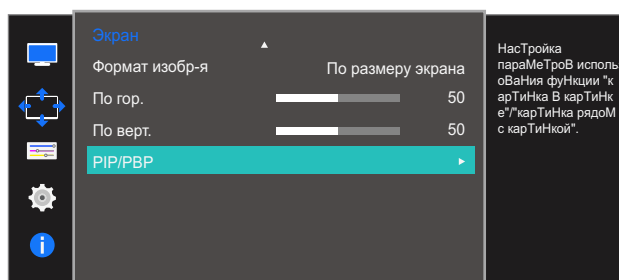 Экран
Формат изобр-я По размеру экрана
По гор. 50
По верт. 50
PIP/PBP
НасТройка
параМеТроВ исполь
оВаНия фуНкции "к
арТиНка В карТиНк
е"/"карТиНка рядоМ
с карТиНкой".